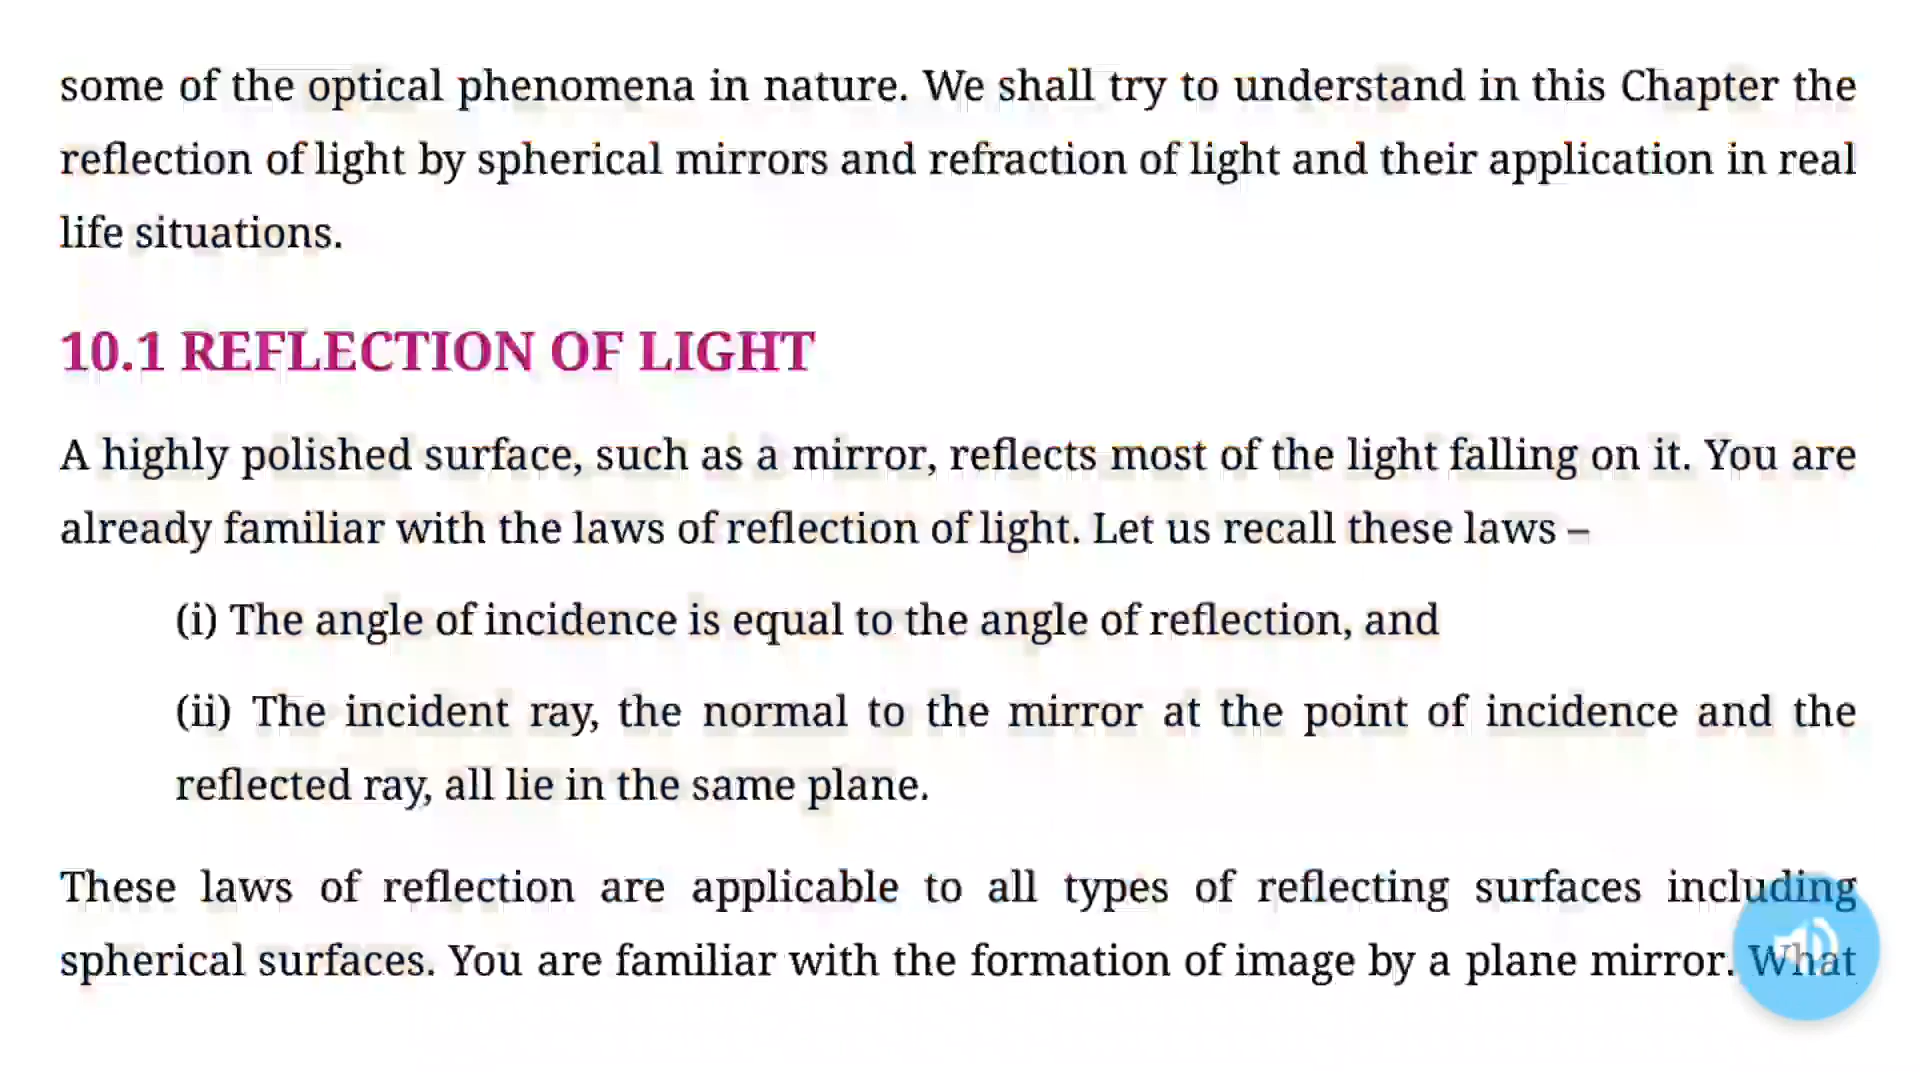 some of the optical phenomena in nature. We shall try to understand in this Chapter the
reflection of light by spherical mirrors and refraction of light and their application in real
life situations.
10.1 REFLECTION OF LIGHT
A highly polished surface, such as a mirror, reflects most of the light falling on it. You are
already familiar with the laws of reflection of light. Let us recall these laws –
(i) The angle of incidence is equal to the angle of reflection, and
(ii) The incident ray, the normal to the mirror at the point of incidence and the
reflected ray, all lie in the same plane.
These laws of reflection are applicable to all types of reflecting surfaces including
spherical surfaces. You are familiar with the formation of image by a plane mirror. What